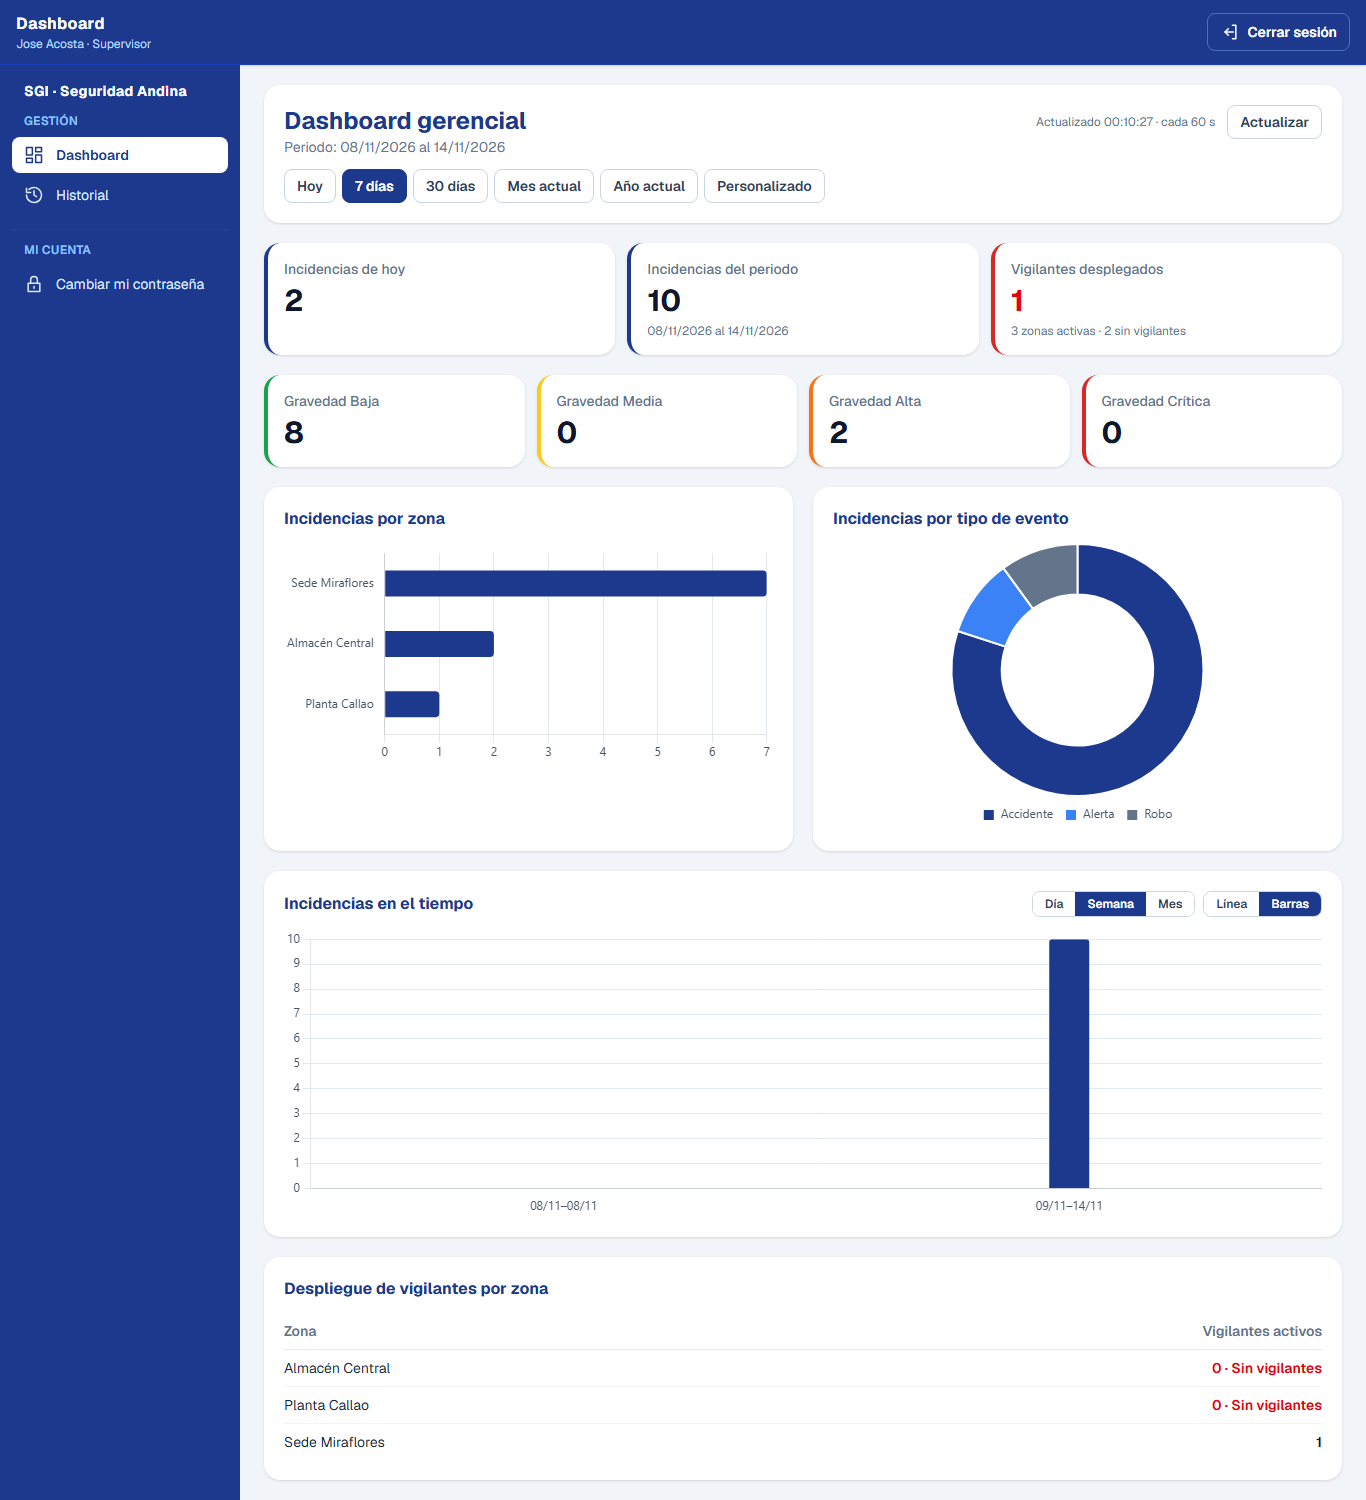 Dashboard
Jose Acosta · Supervisor
Cerrar sesión
SGI · Seguridad Andina
GESTIÓN
Dashboard
Historial
MI CUENTA
Cambiar mi contraseña
Dashboard gerencial
Periodo: 08/11/2026 al 14/11/2026
Actualizado 00:10:27 · cada 60 s
Actualizar
Hoy
7 días
30 días
Mes actual
Año actual
Personalizado
Incidencias de hoy
2
Incidencias del periodo
10
08/11/2026 al 14/11/2026
Vigilantes desplegados
1
3 zonas activas · 2 sin vigilantes
Gravedad Baja
8
Gravedad Media
0
Gravedad Alta
2
Gravedad Crítica
0
Incidencias por zona
Sede Miraflores
Almacén Central
Planta Callao
0 1 2 3 4 5 6 7
Incidencias por tipo de evento
Accidente Alerta Robo
Incidencias en el tiempo
Día Semana Mes
Línea Barras
10
9
8
7
6
5
4
3
2
1
0
08/11–08/11
09/11–14/11
Despliegue de vigilantes por zona
Zona Vigilantes activos
Almacén Central 0 · Sin vigilantes
Planta Callao 0 · Sin vigilantes
Sede Miraflores 1